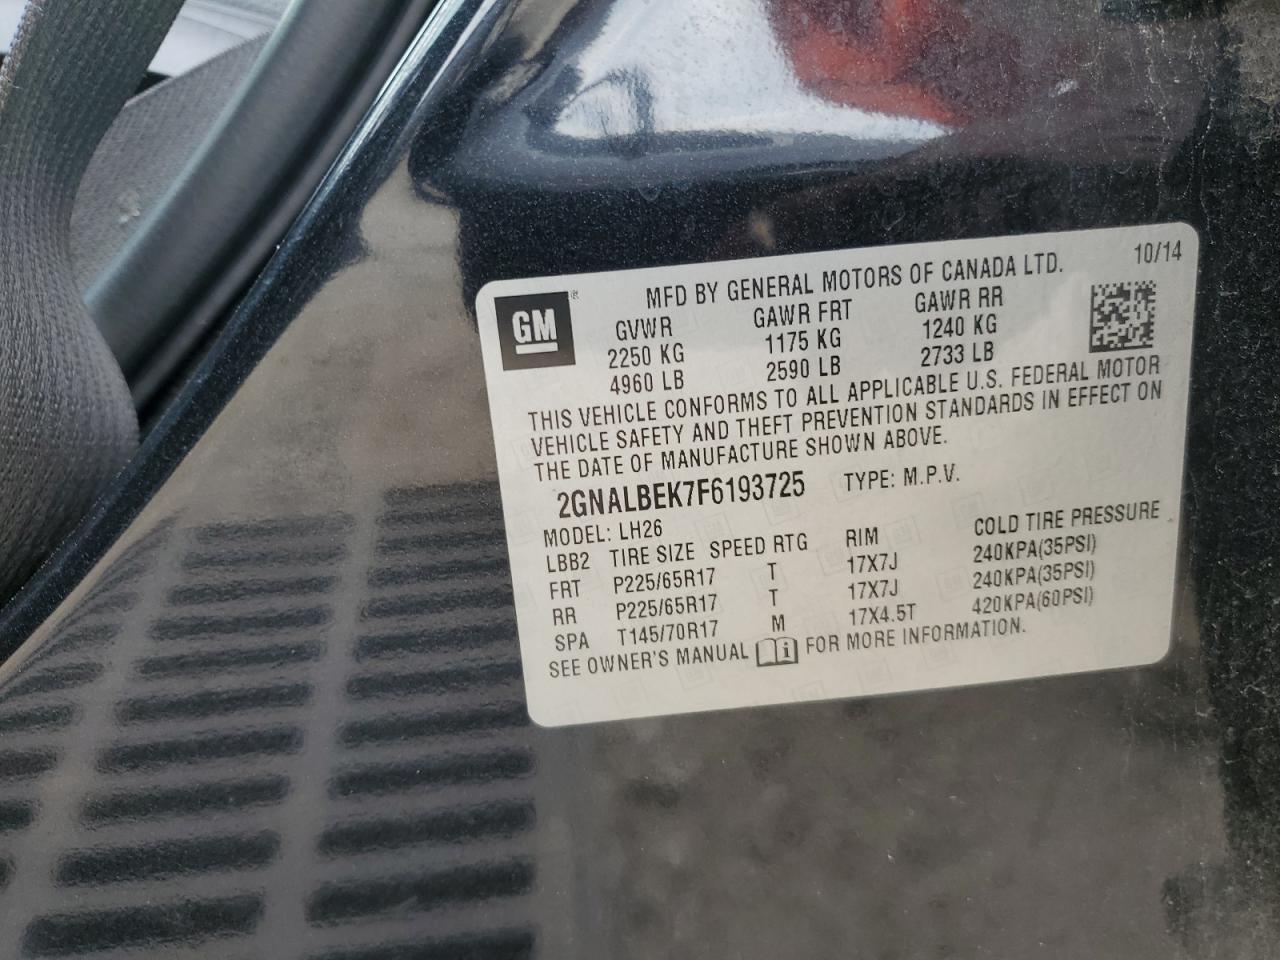 GM®
MFD BY GENERAL MOTORS OF CANADA LTD. 10/14
GVWR GAWR FRT GAWR RR
2250 KG 1175 KG 1240 KG
4960 LB 2590 LB 2733 LB
THIS VEHICLE CONFORMS TO ALL APPLICABLE U.S. FEDERAL MOTOR
VEHICLE SAFETY AND THEFT PREVENTION STANDARDS IN EFFECT ON
THE DATE OF MANUFACTURE SHOWN ABOVE.
2GNALBEK7F6193725 TYPE: M.P.V.
MODEL: LH26
LBB2 TIRE SIZE SPEED RTG RIM COLD TIRE PRESSURE
FRT P225/65R17 T 17X7J 240KPA(35PSI)
RR P225/65R17 T 17X7J 240KPA(35PSI)
SPA T145/70R17 M 17X4.5T 420KPA(60PSI)
SEE OWNER'S MANUAL FOR MORE INFORMATION.